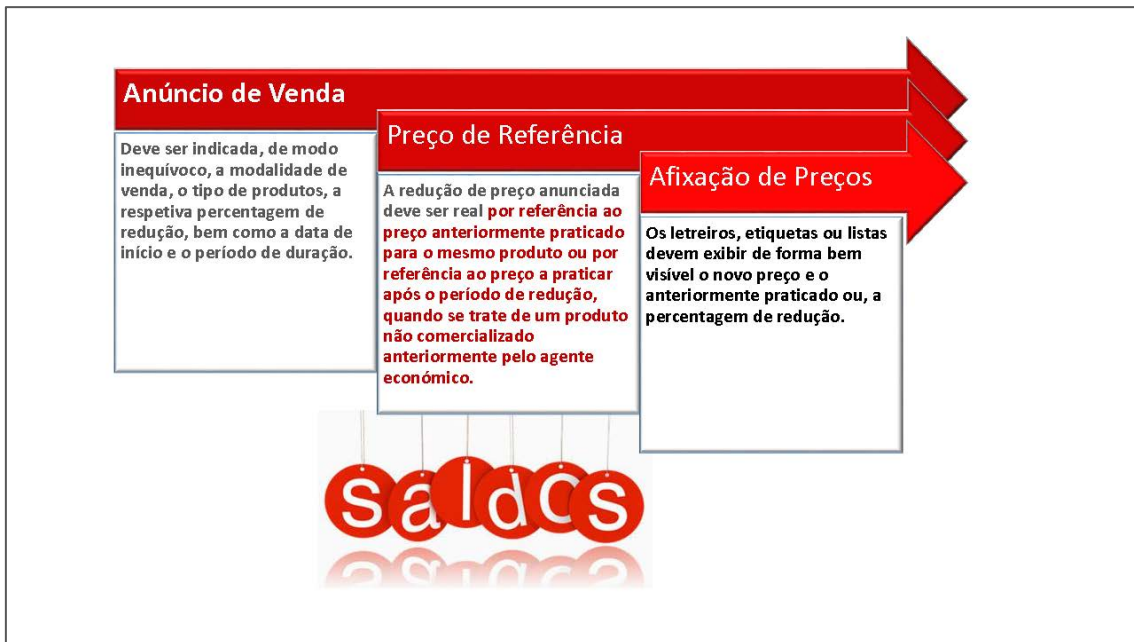 Anúncio de Venda
Deve ser indicada, de modo
inequívoco, a modalidade de
venda, o tipo de produtos, a
respetiva percentagem de
redução, bem como a data de
início e o período de duração.
Preço de Referência
A redução de preço anunciada
deve ser real por referência ao
preço anteriormente praticado
para o mesmo produto ou por
referência ao preço a praticar
após o período de redução,
quando se trate de um produto
não comercializado
anteriormente pelo agente
económico.
Afixação de Preços
Os letreiros, etiquetas ou listas
devem exibir de forma bem
visível o novo preço e o
anteriormente praticado ou, a
percentagem de redução.
saldos